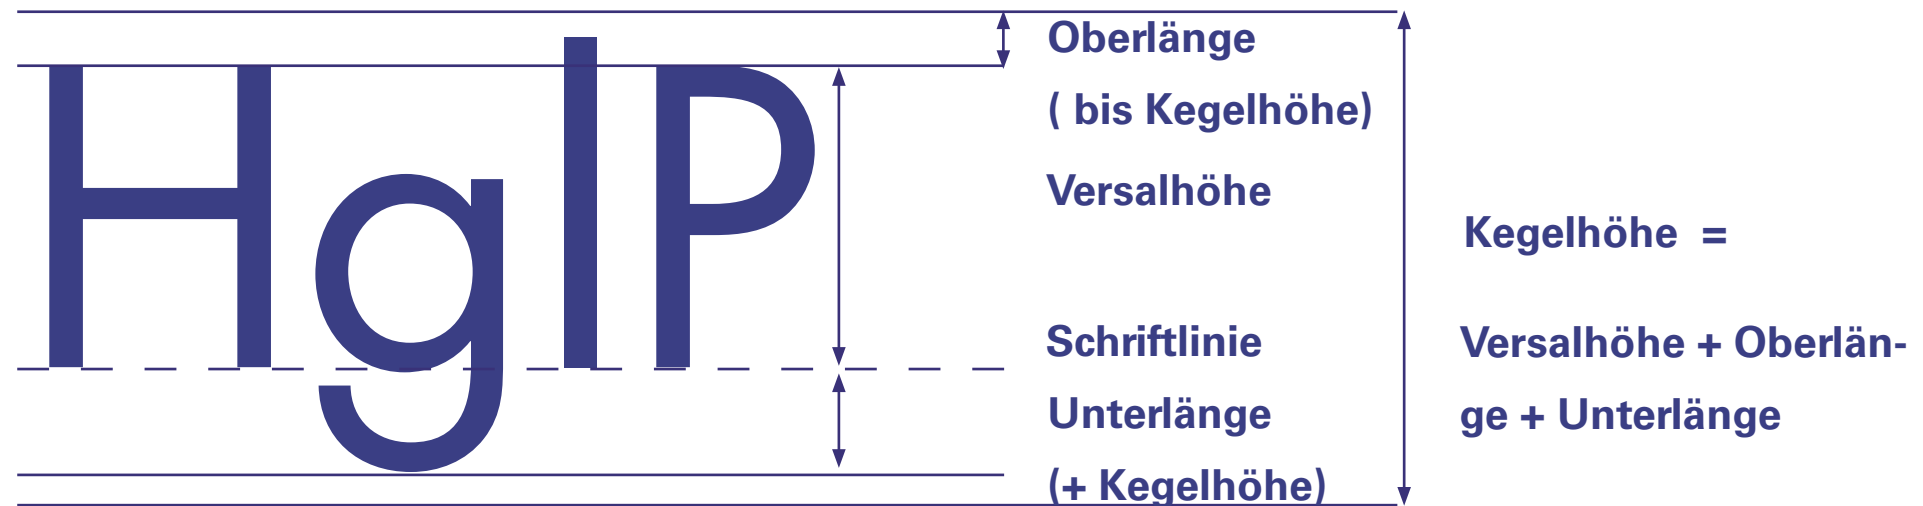 HglP
Oberlänge
( bis Kegelhöhe)
Versalhöhe
Schriftlinie
Unterlänge
(+ Kegelhöhe)
Kegelhöhe =
Versalhöhe + Oberlän-
ge + Unterlänge